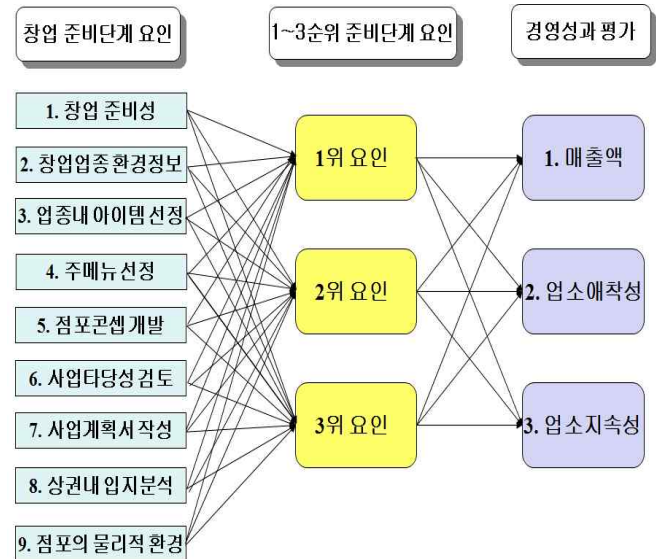 창업 준비단계 요인
1~3순위 준비단계 요인
경영성과 평가
1. 창업 준비성
2. 창업업종 환경정보
3. 업종내 아이템 선정
4. 주메뉴 선정
5. 점포콘셉 개발
6. 사업타당성 검토
7. 사업계획서 작성
8. 상권내 입지분석
9. 점포의 물리적 환경
1위 요인
2위 요인
3위 요인
1. 매출액
2. 업소애착성
3. 업소지속성